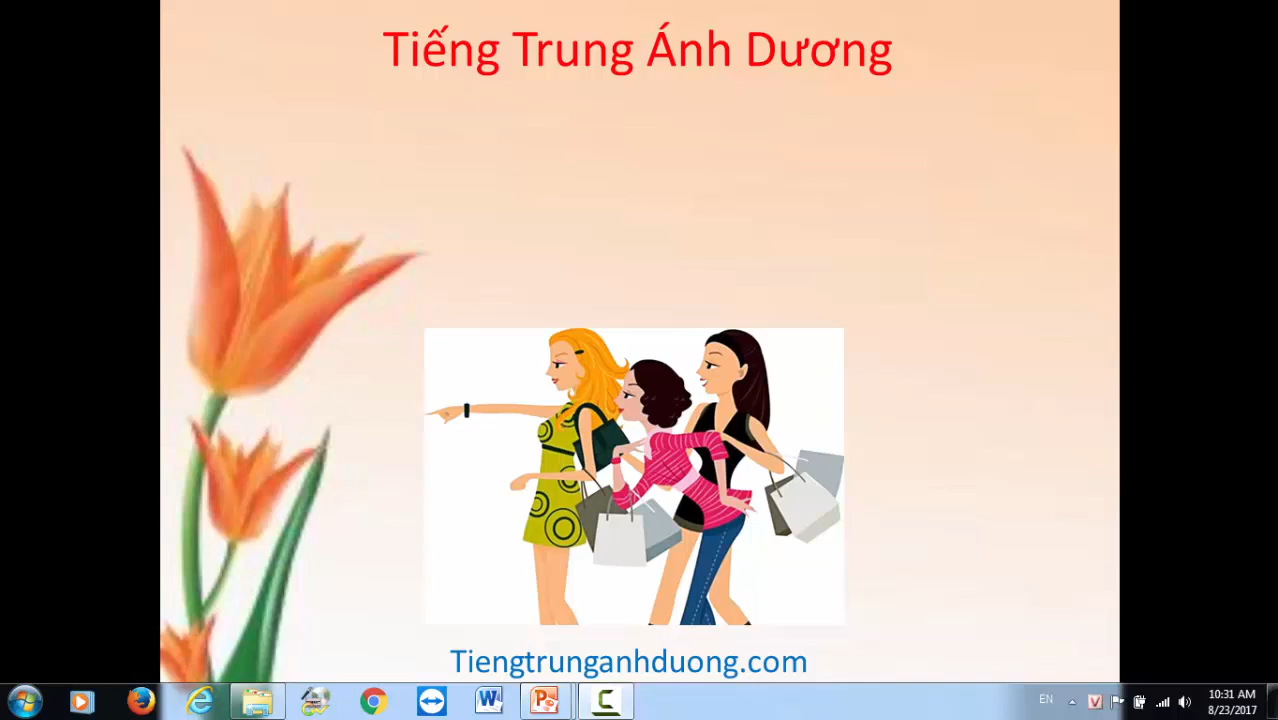 Tiếng Trung Ánh Dương
Tiengtrunganhduong.com
EN
10:31 AM
8/23/2017